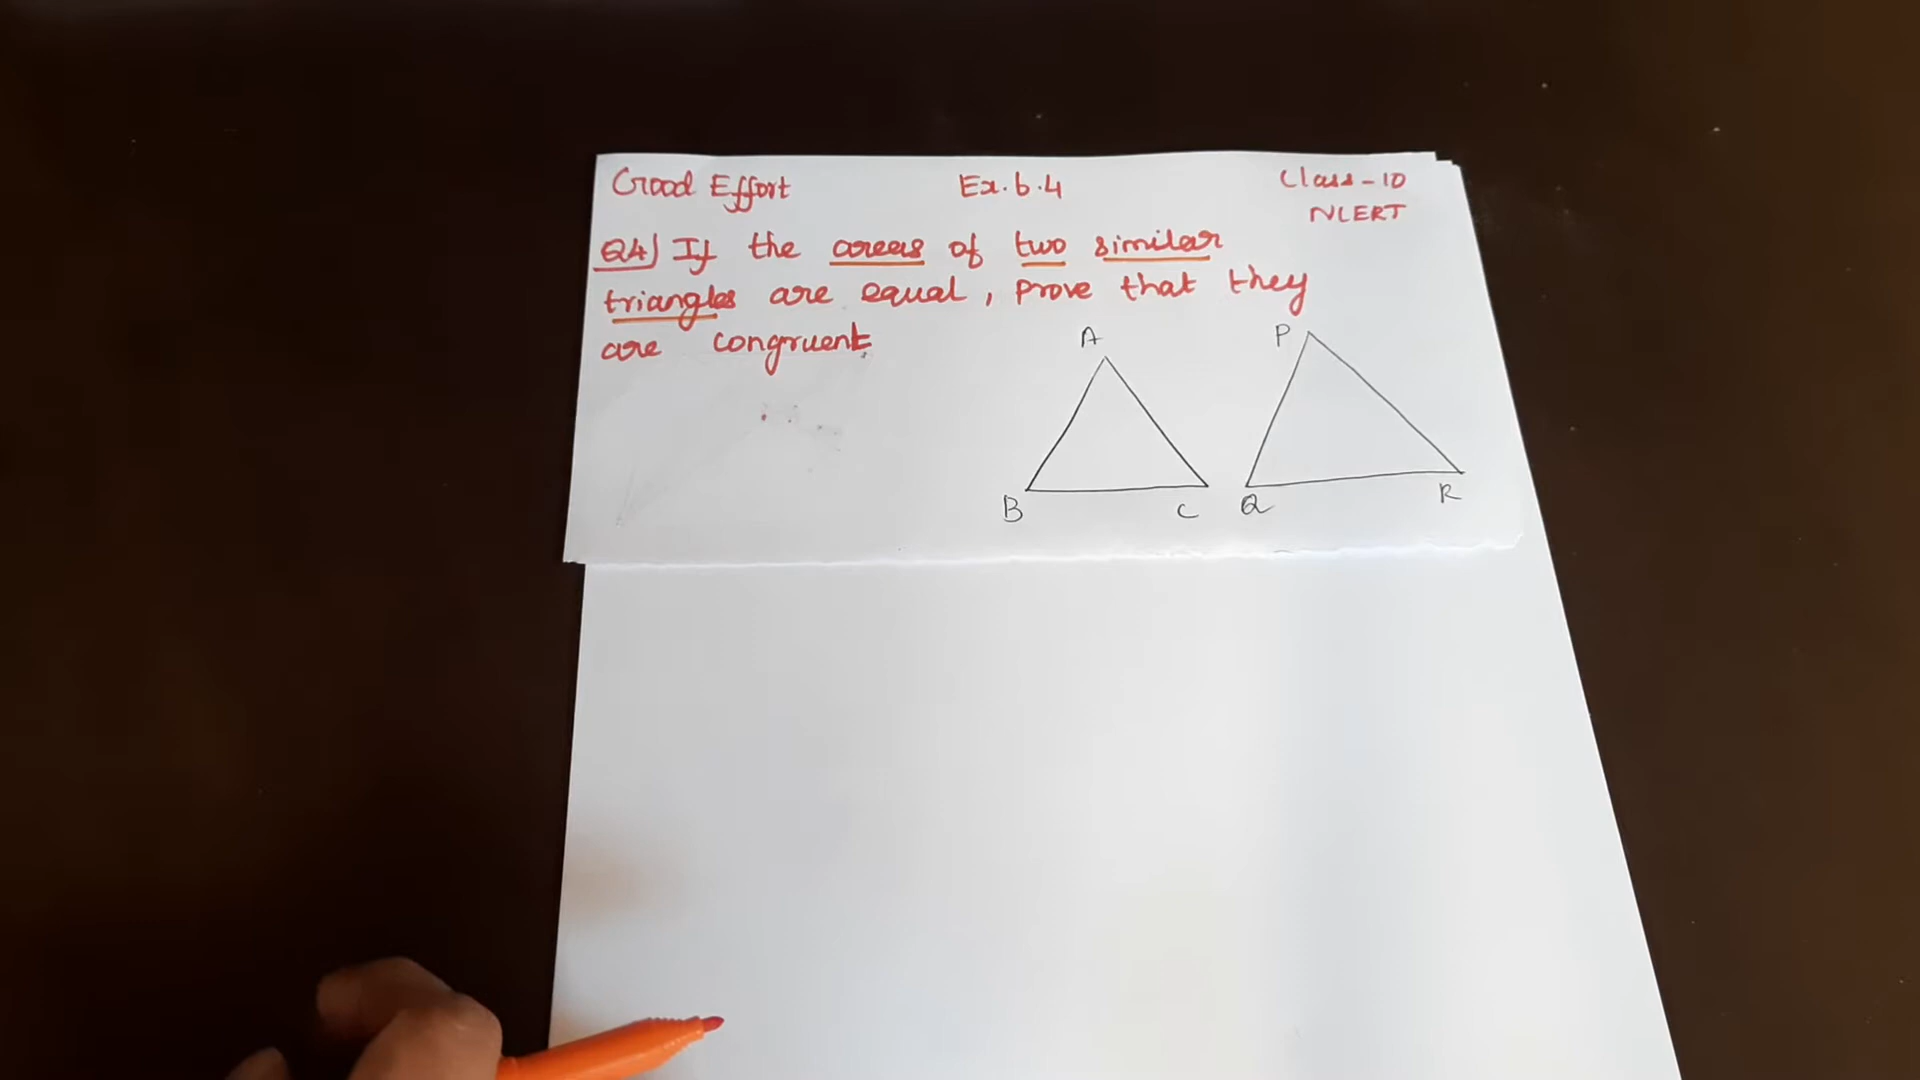 Good Effort Ex. 6.4 Class - 10
NCERT
Q4) If the areas of two similar
triangles are equal, prove that they
are congruent.
A P
B C Q R